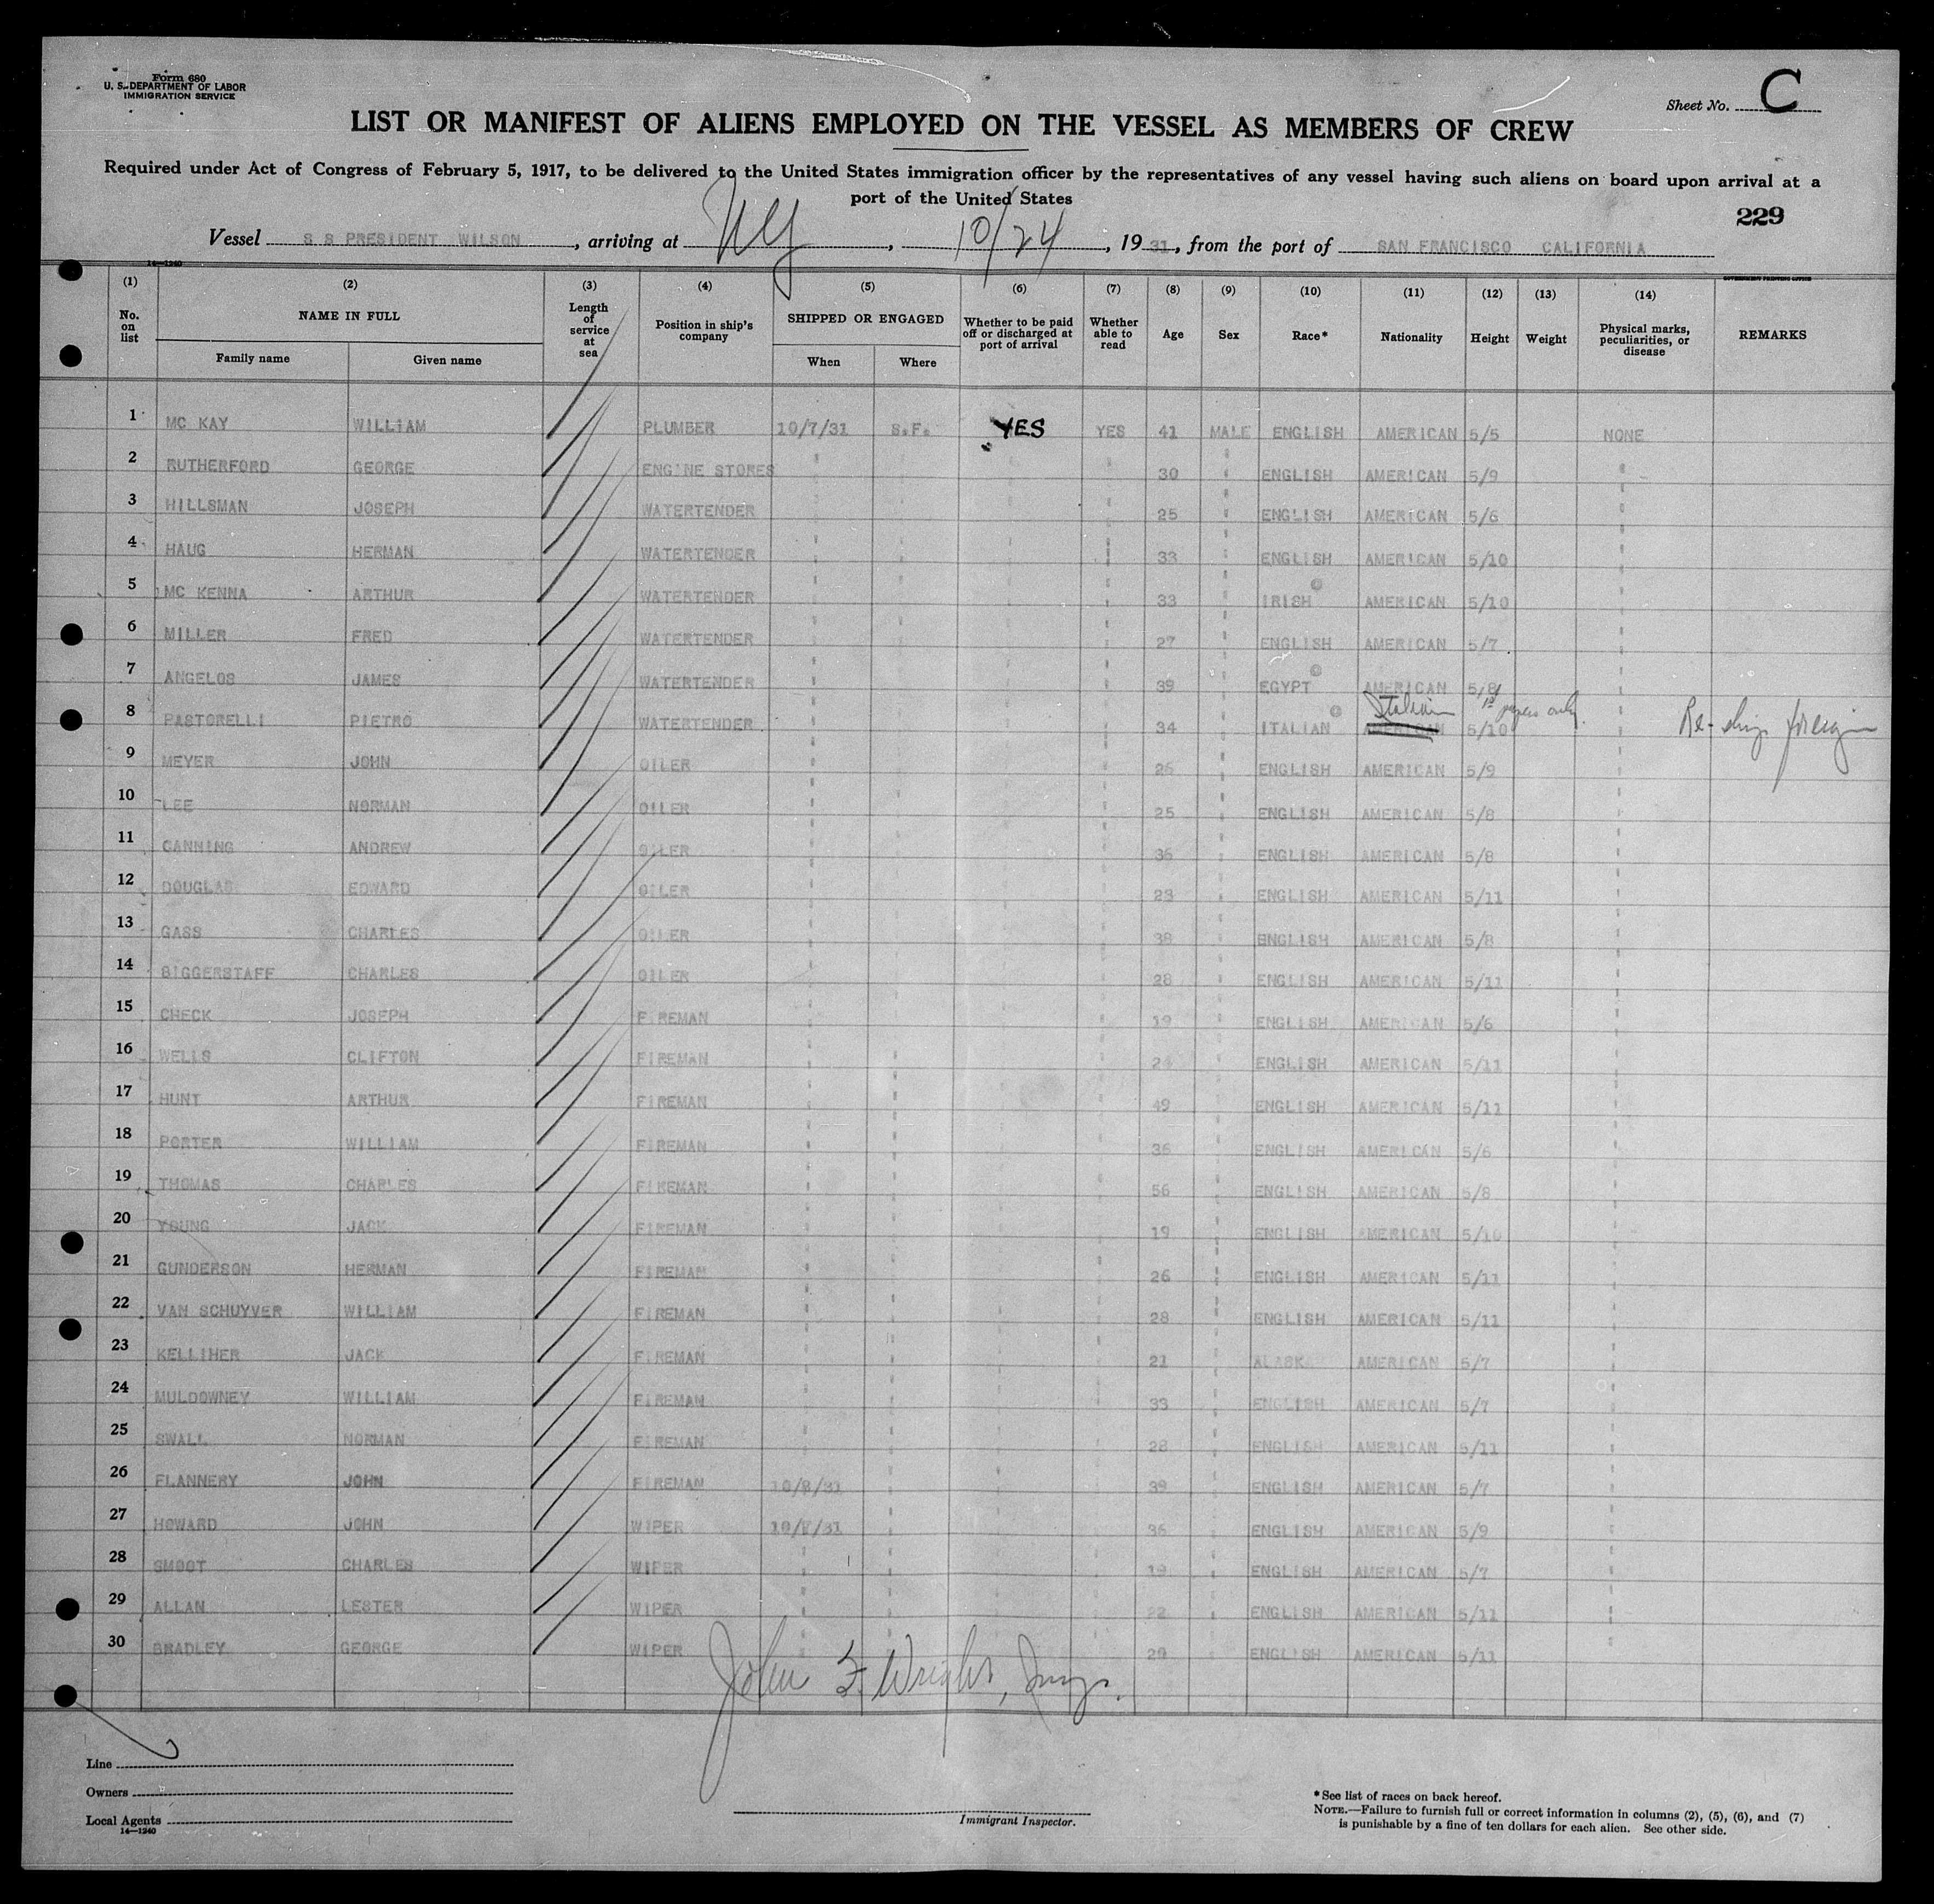 Form 680
U. S. DEPARTMENT OF LABOR
IMMIGRATION SERVICE
Sheet No. C
LIST OR MANIFEST OF ALIENS EMPLOYED ON THE VESSEL AS MEMBERS OF CREW
Required under Act of Congress of February 5, 1917, to be delivered to the United States immigration officer by the representatives of any vessel having such aliens on board upon arrival at a
port of the United States
229
Vessel S S PRESIDENT WILSON, arriving at NY, 10/24, 1931, from the port of SAN FRANCISCO CALIFORNIA
14—1240
GOVERNMENT PRINTING OFFICE
(1) (2) (3) (4) (5) (6) (7) (8) (9) (10) (11) (12) (13) (14)
No. on list NAME IN FULL Family name Given name Length of service at sea Position in ship's company SHIPPED OR ENGAGED When Where Whether to be paid off or discharged at port of arrival Whether able to read Age Sex Race* Nationality Height Weight Physical marks, peculiarities, or disease REMARKS
1 MC KAY WILLIAM PLUMBER 10/7/31 S.F. YES YES 41 MALE ENGLISH AMERICAN 5/5 NONE
2 RUTHERFORD GEORGE ENG'NE STORES " " " " 30 " ENGLISH AMERICAN 5/9 "
3 HILLSMAN JOSEPH WATERTENDER " " " " 25 " ENGLISH AMERICAN 5/6 "
4 HAUG HERMAN WATERTENDER " " " " 33 " ENGLISH AMERICAN 5/10 "
5 MC KENNA ARTHUR WATERTENDER " " " " 33 " IRISH AMERICAN 5/10 "
6 MILLER FRED WATERTENDER " " " " 27 " ENGLISH AMERICAN 5/7 "
7 ANGELOS JAMES WATERTENDER " " " " 39 " EGYPT AMERICAN 5/8 "
8 PASTORELLI PIETRO WATERTENDER " " " " 34 " ITALIAN AMERICAN Italian 5/10 1st papers only. " Re-ship foreign
9 MEYER JOHN OILER " " " " 26 " ENGLISH AMERICAN 5/9 "
10 LEE NORMAN OILER " " " " 25 " ENGLISH AMERICAN 5/8 "
11 CANNING ANDREW OILER " " " " 36 " ENGLISH AMERICAN 5/8 "
12 DOUGLAS EDWARD OILER " " " " 23 " ENGLISH AMERICAN 5/11 "
13 GASS CHARLES OILER " " " " 38 " ENGLISH AMERICAN 5/8 "
14 BIGGERSTAFF CHARLES OILER " " " " 28 " ENGLISH AMERICAN 5/11 "
15 CHECK JOSEPH FIREMAN " " " " 19 " ENGLISH AMERICAN 5/6 "
16 WELLS CLIFTON FIREMAN " " " " " ENGLISH AMERICAN 5/11 "
17 HUNT ARTHUR FIREMAN " " " " 49 " ENGLISH AMERICAN 5/11 "
18 PORTER WILLIAM FIREMAN " " " " 36 " ENGLISH AMERICAN 5/6 "
19 THOMAS CHARLES FIREMAN " " " " 56 " ENGLISH AMERICAN 5/8 "
20 YOUNG JACK FIREMAN " " " " 19 " ENGLISH AMERICAN 5/10 "
21 GUNDERSON HERMAN FIREMAN " " " " 26 " ENGLISH AMERICAN 5/11 "
22 VAN SCHUYVER WILLIAM FIREMAN " " " " 28 " ENGLISH AMERICAN 5/11 "
23 KELLIHER JACK FIREMAN " " " " 21 " ALASKA AMERICAN 5/7 "
24 MULDOWNEY WILLIAM FIREMAN " " " " 33 " ENGLISH AMERICAN 5/7 "
25 SWALL NORMAN FIREMAN " " " " 28 " ENGLISH AMERICAN 5/11 "
26 FLANNERY JOHN FIREMAN 10/8/31 " " " 39 " ENGLISH AMERICAN 5/7 "
27 HOWARD JOHN WIPER " " " 36 " ENGLISH AMERICAN 5/9 "
28 SMOOT CHARLES WIPER " " " " 19 " ENGLISH AMERICAN 5/7 "
29 ALLAN LESTER WIPER " " " " 22 " ENGLISH AMERICAN 5/11 "
30 BRADLEY GEORGE WIPER " " " " 29 " ENGLISH AMERICAN 5/11 "
John F. Wright, Insp.
Line
Owners
Local Agents
14—1240
Immigrant Inspector.
*See list of races on back hereof.
NOTE.—Failure to furnish full or correct information in columns (2), (5), (6), and (7)
is punishable by a fine of ten dollars for each alien. See other side.